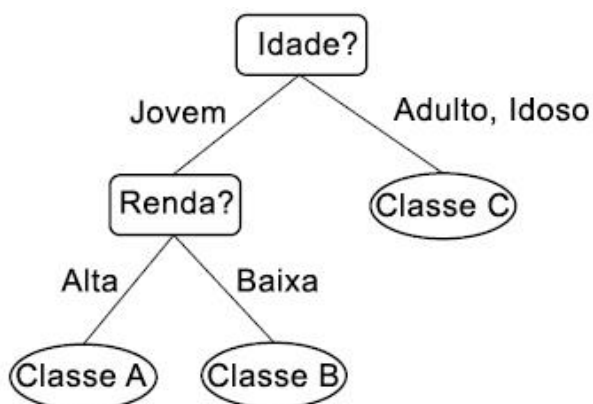 Idade?
Jovem
Adulto, Idoso
Renda?
Classe C
Alta
Baixa
Classe A
Classe B